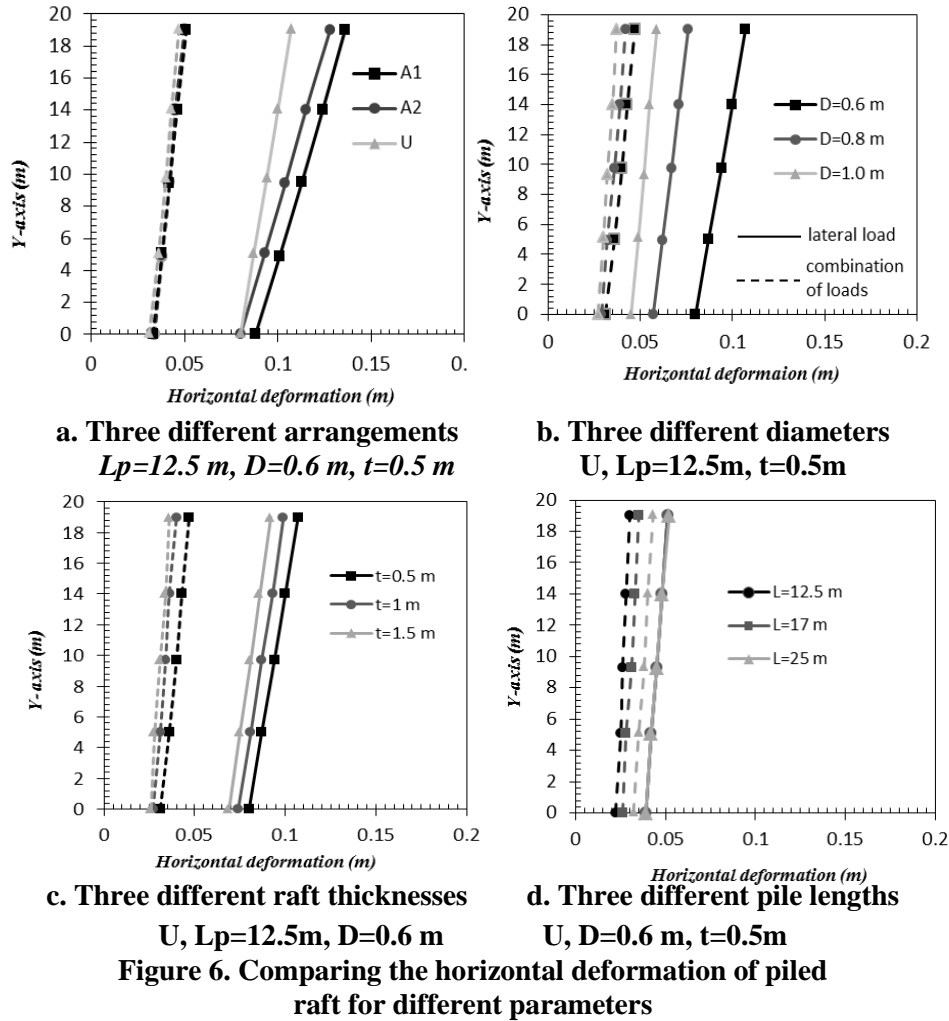 20
18
16
14
12
10
8
6
4
2
0
Y-axis (m)
A1
A2
U
0 0.05 0.1 0.15 0.
Horizontal deformation (m)
a. Three different arrangements
Lp=12.5 m, D=0.6 m, t=0.5 m
20
18
16
14
12
10
8
6
4
2
0
Y-axis (m)
D=0.6 m
D=0.8 m
D=1.0 m
lateral load
combination
of loads
0 0.05 0.1 0.15 0.2
Horizontal deformaion (m)
b. Three different diameters
U, Lp=12.5m, t=0.5m
20
18
16
14
12
10
8
6
4
2
0
Y-axis (m)
t=0.5 m
t=1 m
t=1.5 m
0 0.05 0.1 0.15 0.2
Horizontal deformation (m)
c. Three different raft thicknesses
U, Lp=12.5m, D=0.6 m
20
18
16
14
12
10
8
6
4
2
0
Y-axis (m)
L=12.5 m
L=17 m
L=25 m
0 0.05 0.1 0.15 0.2
Horizontal deformation (m)
d. Three different pile lengths
U, D=0.6 m, t=0.5m
Figure 6. Comparing the horizontal deformation of piled
raft for different parameters